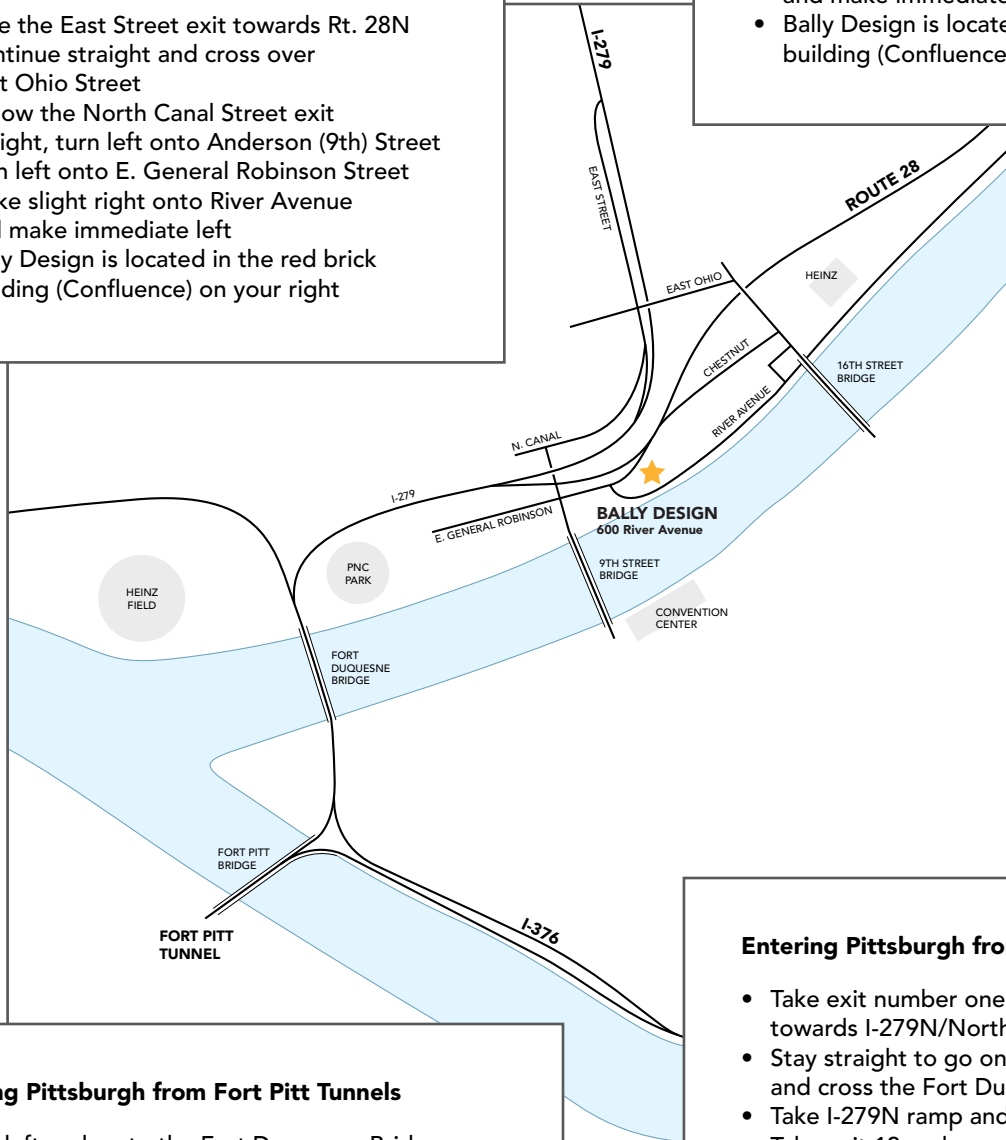 e the East Street exit towards Rt. 28N
ntinue straight and cross over
t Ohio Street
ow the North Canal Street exit
ight, turn left onto Anderson (9th) Street
n left onto E. General Robinson Street
ke slight right onto River Avenue
make immediate left
y Design is located in the red brick
ding (Confluence) on your right
• Bally Design is locate
building (Confluence
I-279
EAST STREET
ROUTE 28
HEINZ
EAST OHIO
CHESTNUT
16TH STREET
BRIDGE
RIVER AVENUE
N. CANAL
I-279
E. GENERAL ROBINSON
BALLY DESIGN
600 River Avenue
PNC
PARK
HEINZ
FIELD
9TH STREET
BRIDGE
CONVENTION
CENTER
FORT
DUQUESNE
BRIDGE
FORT PITT
BRIDGE
FORT PITT
TUNNEL
I-376
Entering Pittsburgh fro
• Take exit number one
towards I-279N/North
• Stay straight to go on
and cross the Fort Du
• Take I-279N ramp and
ng Pittsburgh from Fort Pitt Tunnels